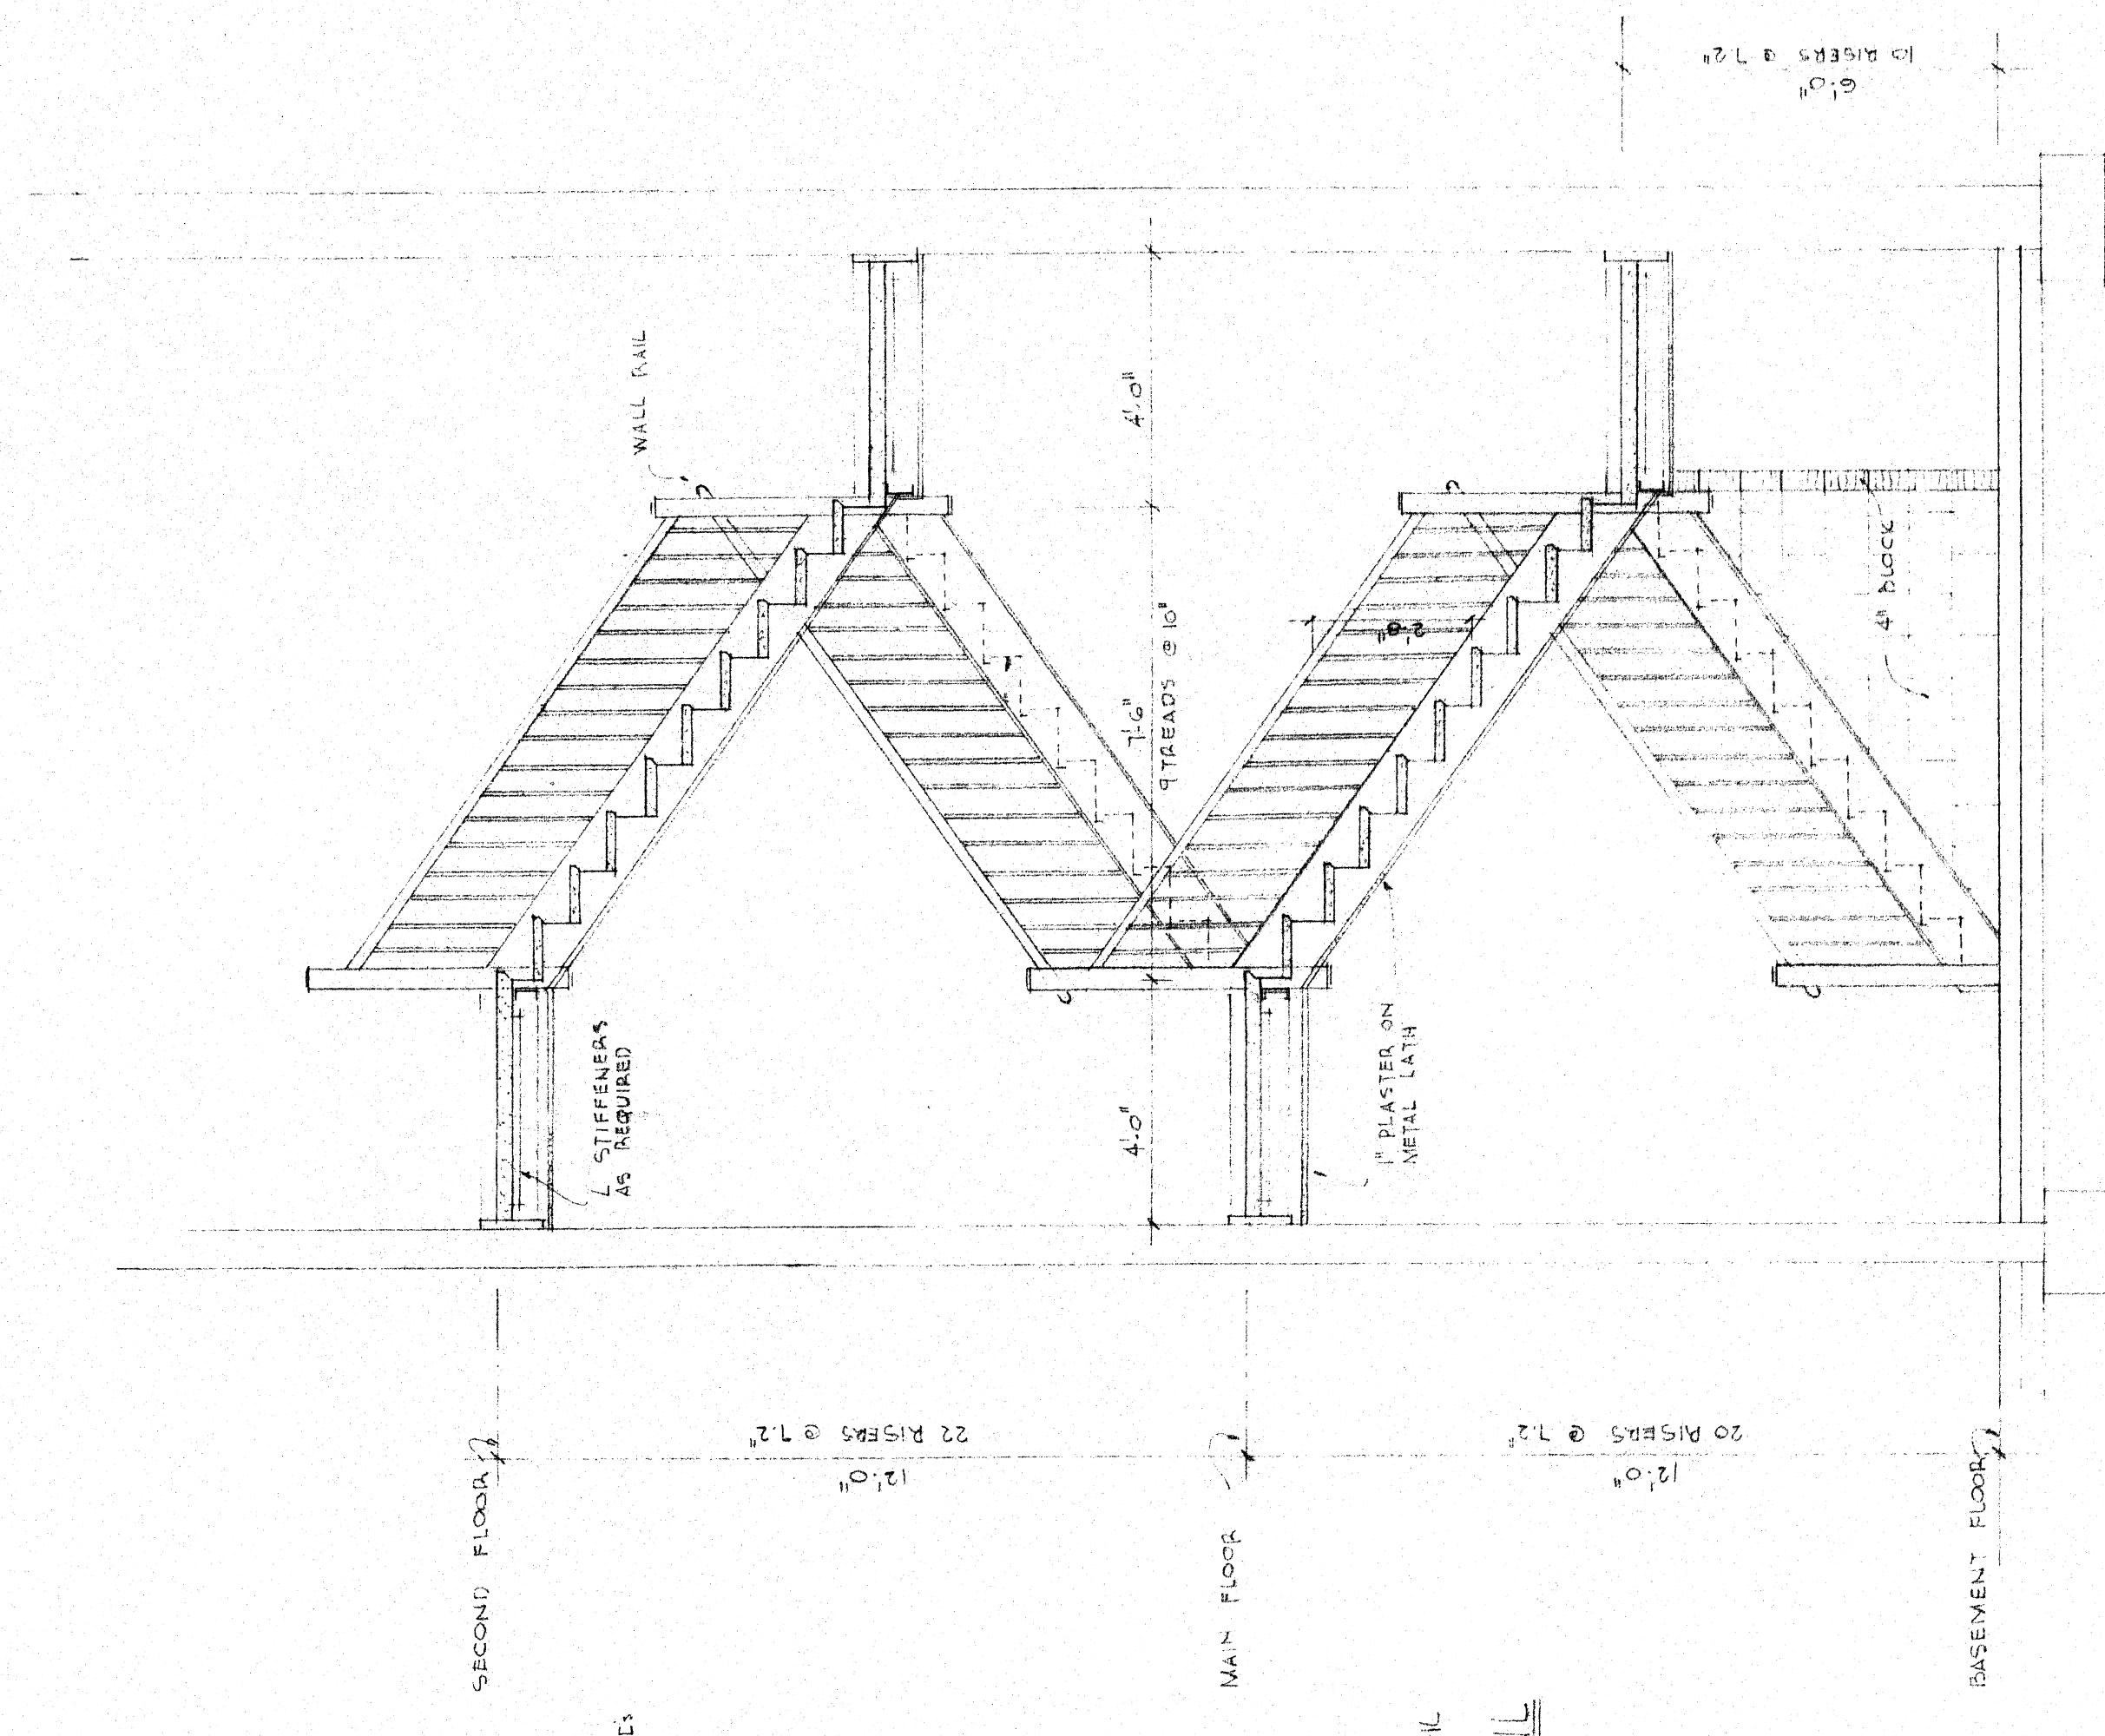 10 RISERS @ 7.2"
6'-0"
WALL RAIL
4'-0"
2'-8"
7'-6"
9 TREADS @ 10"
4" BLOCK
L STIFFENERS
AS REQUIRED
4'-0"
1" PLASTER ON
METAL LATH
22 RISERS @ 7.2"
12'-0"
20 RISERS @ 7.2"
12'-0"
SECOND FLOOR
MAIN FLOOR
BASEMENT FLOOR